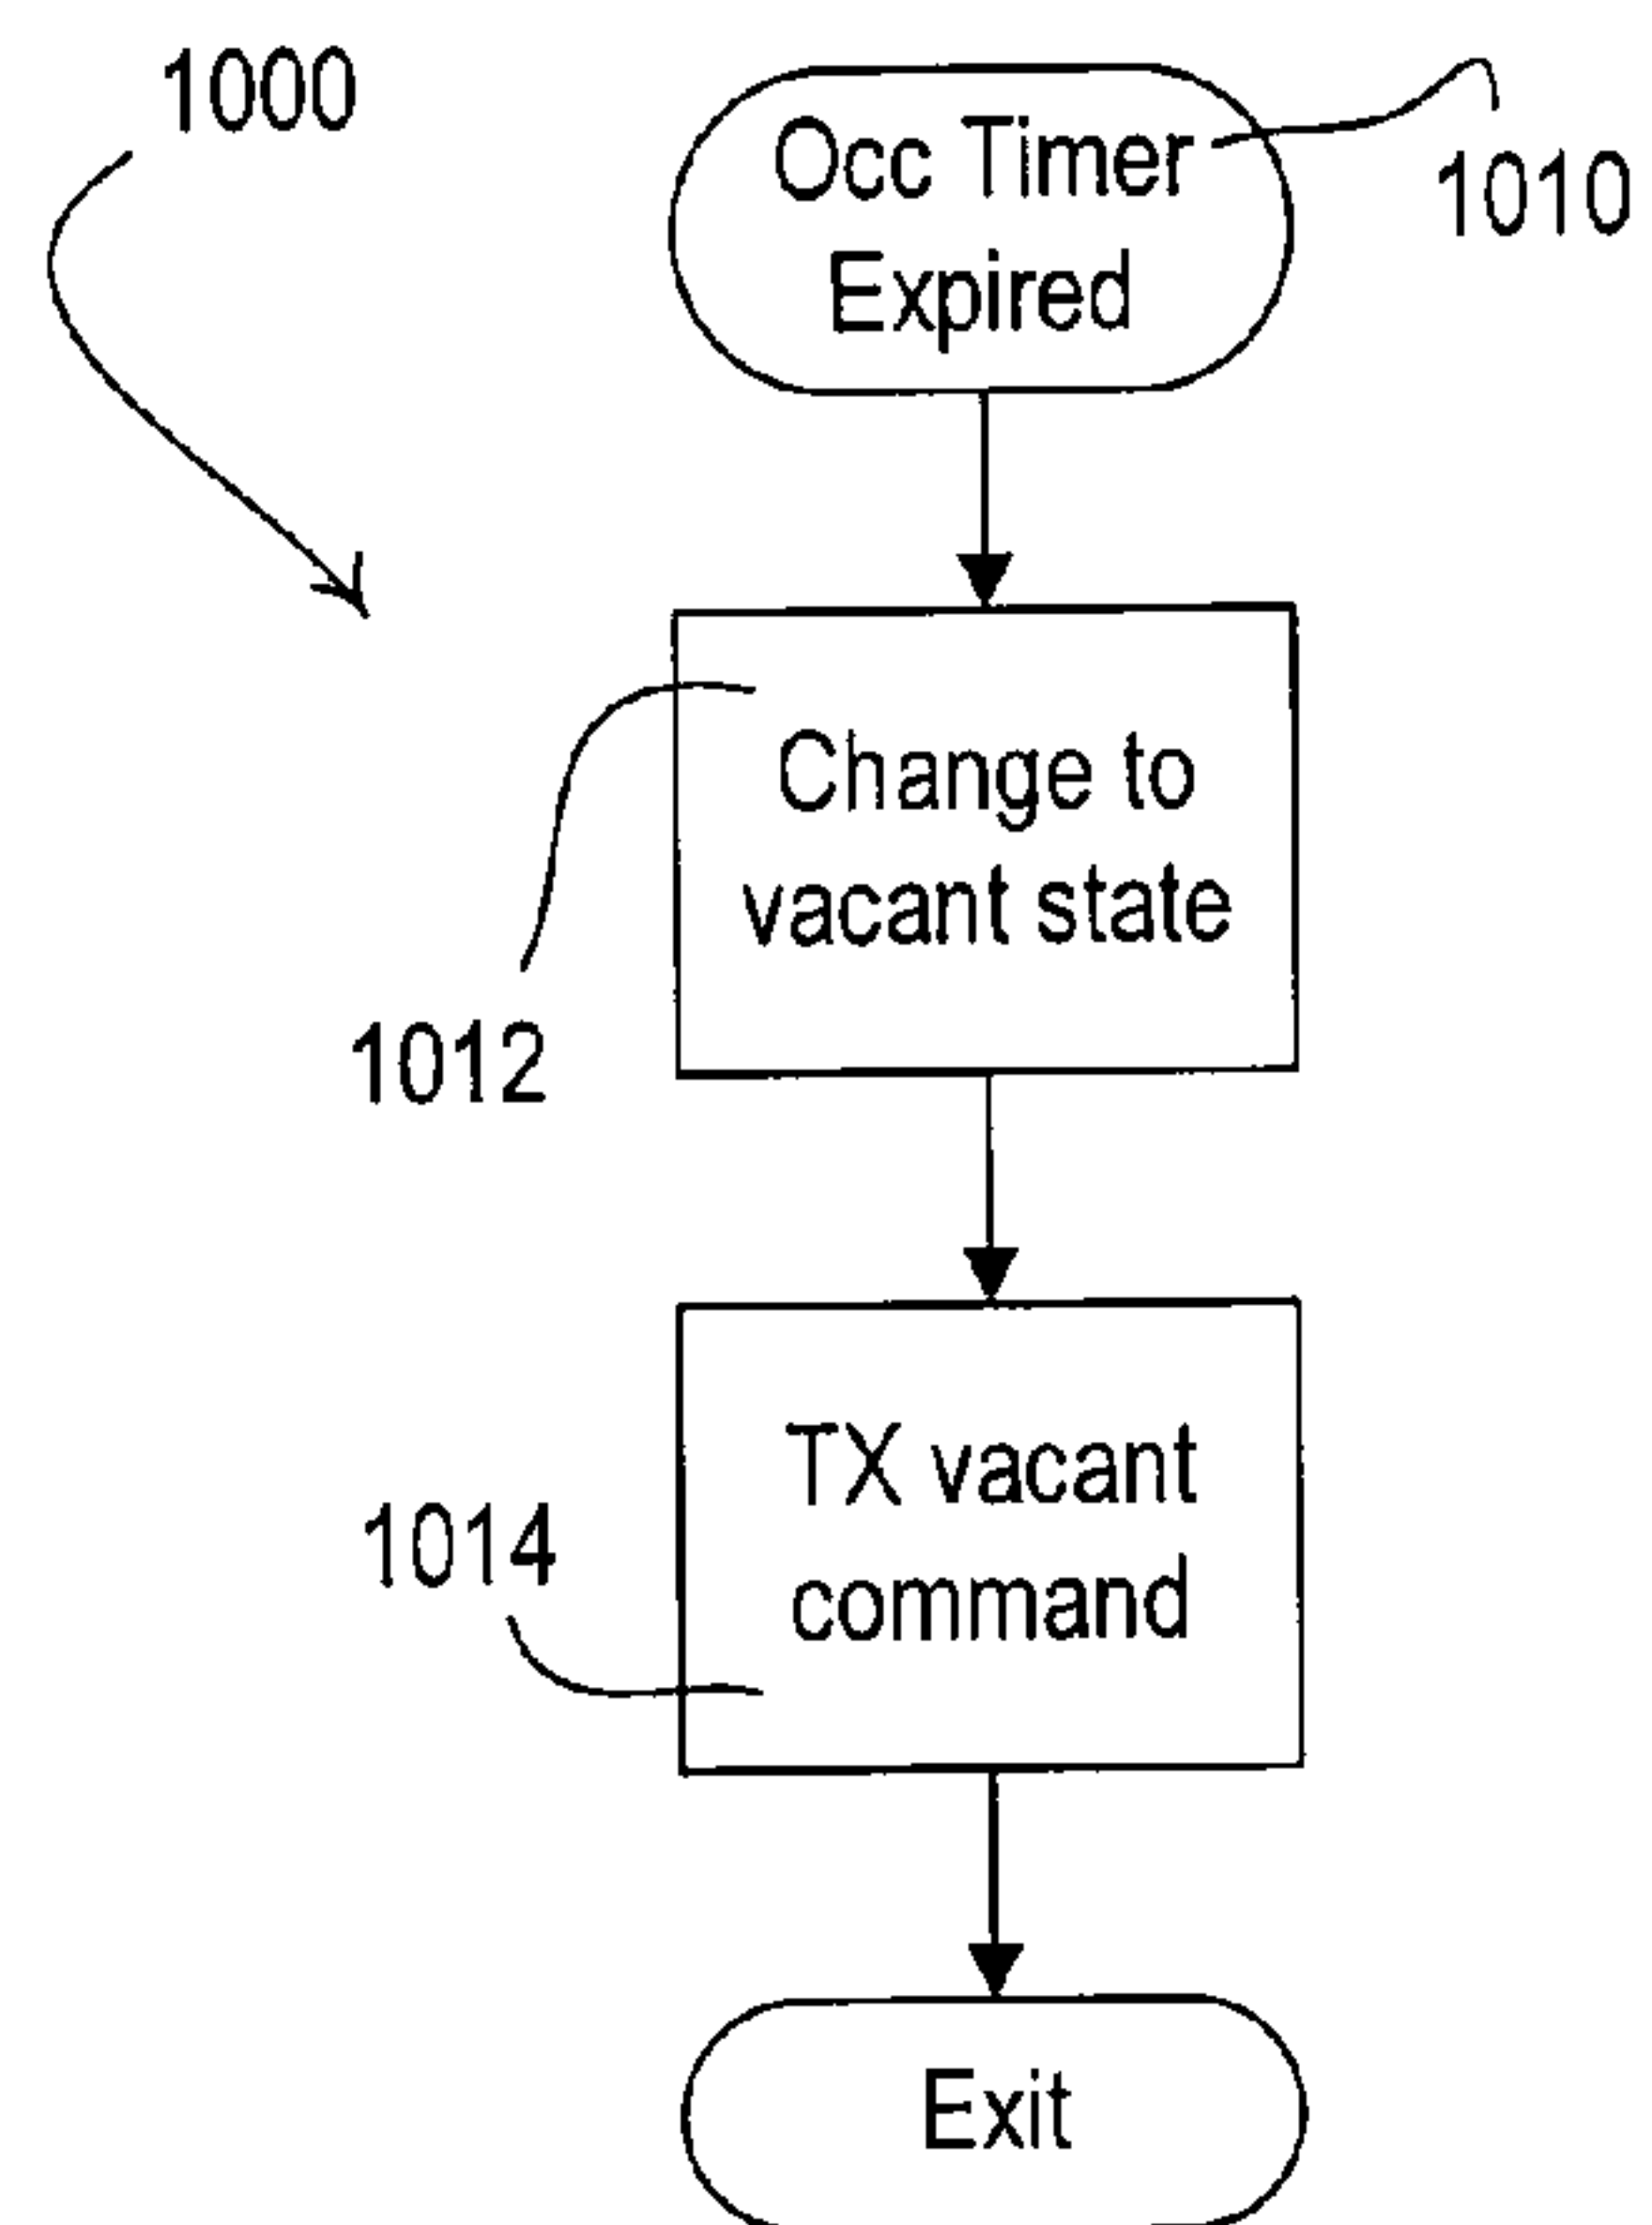 1000
Occ Timer
Expired
1010
Change to
vacant state
1012
TX vacant
command
1014
Exit